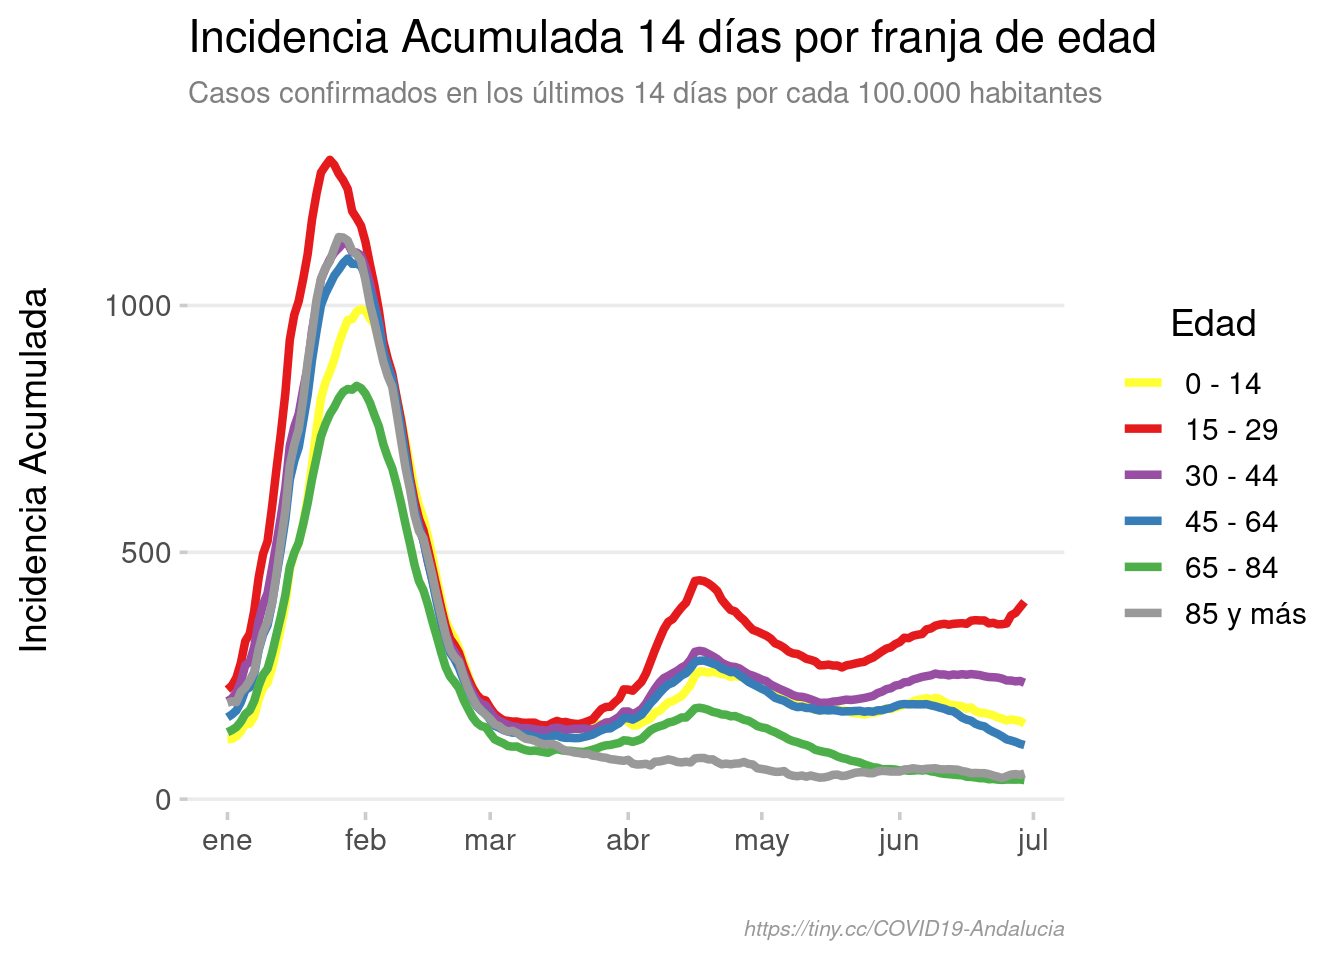 Incidencia Acumulada 14 días por franja de edad
Casos confirmados en los últimos 14 días por cada 100.000 habitantes
Incidencia Acumulada
1000
500
0
ene
feb
mar
abr
may
jun
jul
Edad
0 - 14
15 - 29
30 - 44
45 - 64
65 - 84
85 y más
https://tiny.cc/COVID19-Andalucia